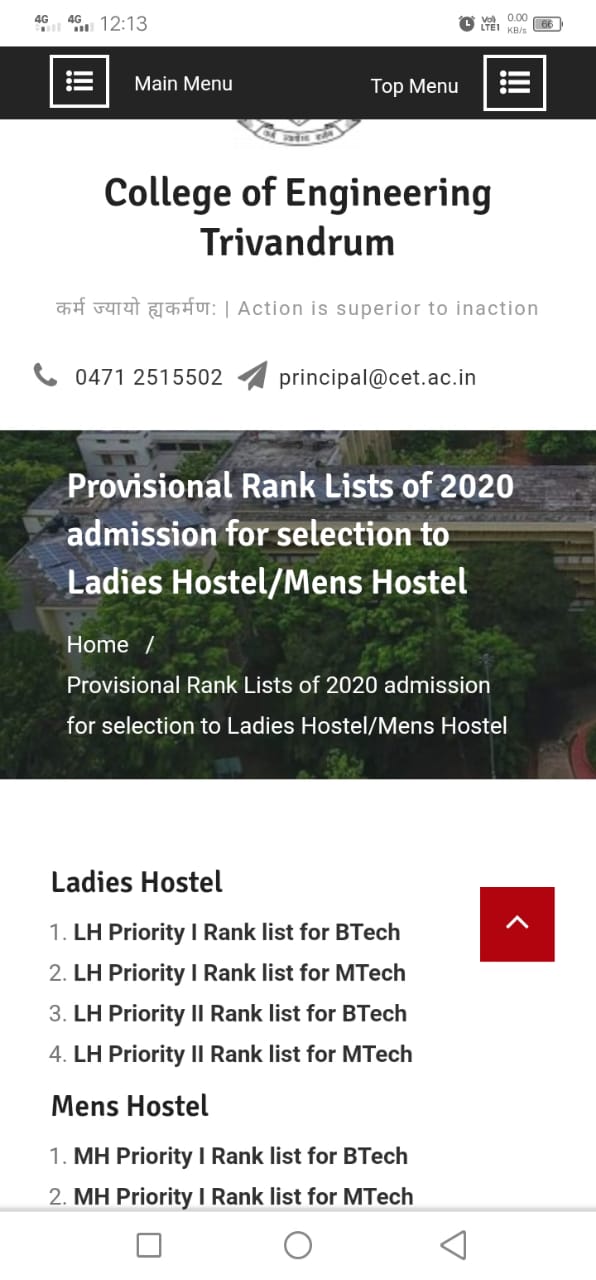 4G 4G 12:13 Vo) LTE1 0.00 KB/s 66
Main Menu Top Menu
कर्म ज्यायो
College of Engineering
Trivandrum
कर्म ज्यायो ह्यकर्मण: | Action is superior to inaction
0471 2515502 principal@cet.ac.in
Provisional Rank Lists of 2020
admission for selection to
Ladies Hostel/Mens Hostel
Home /
Provisional Rank Lists of 2020 admission
for selection to Ladies Hostel/Mens Hostel
Ladies Hostel
1. LH Priority I Rank list for BTech
2. LH Priority I Rank list for MTech
3. LH Priority II Rank list for BTech
4. LH Priority II Rank list for MTech
Mens Hostel
1. MH Priority I Rank list for BTech
2. MH Priority I Rank list for MTech